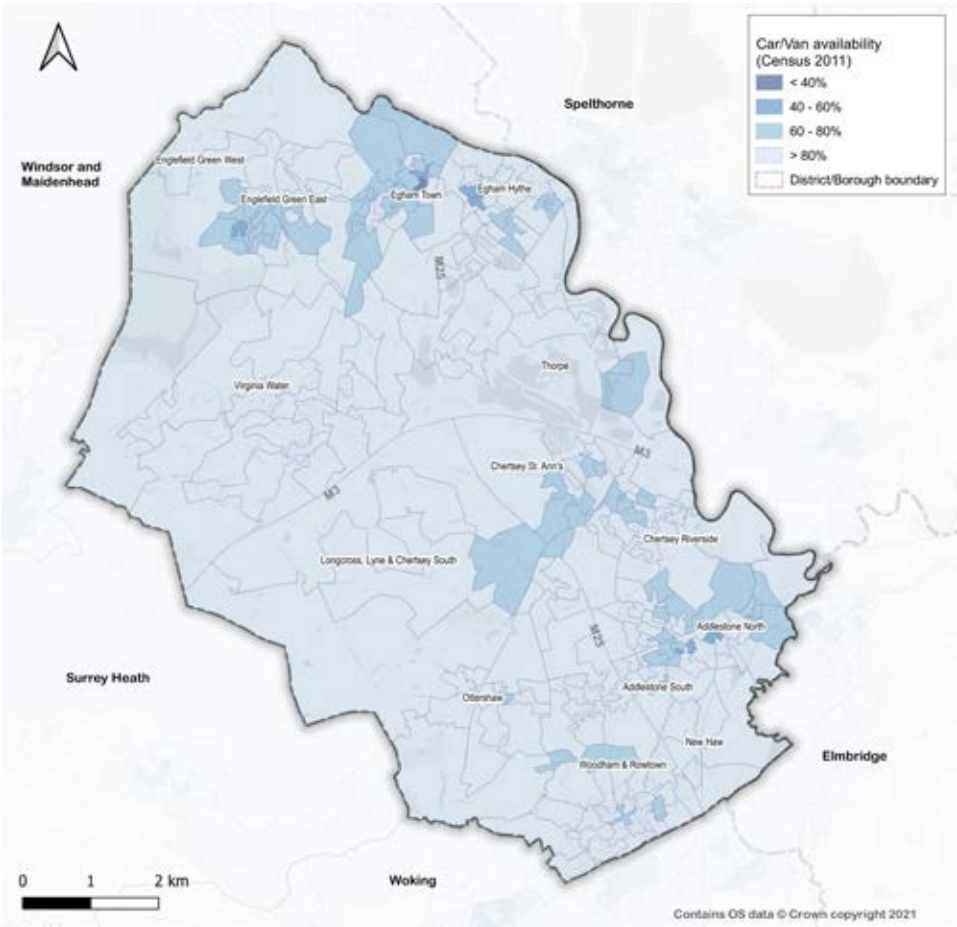 Car/Van availability
(Census 2011)
< 40%
40 - 60%
60 - 80%
> 80%
District/Borough boundary
Spelthorne
Windsor and
Maidenhead
Englefield Green West
Englefield Green East
Egham Town
Egham Hythe
M25
Virginia Water
Thorpe
M3
M3
Chertsey St. Ann's
Chertsey Riverside
Longcross, Lyne & Chertsey South
M25
Addlestone North
Surrey Heath
Ottershaw
Addlestone South
New Haw
Woodham & Rowtown
Elmbridge
Woking
0 1 2 km
Contains OS data © Crown copyright 2021